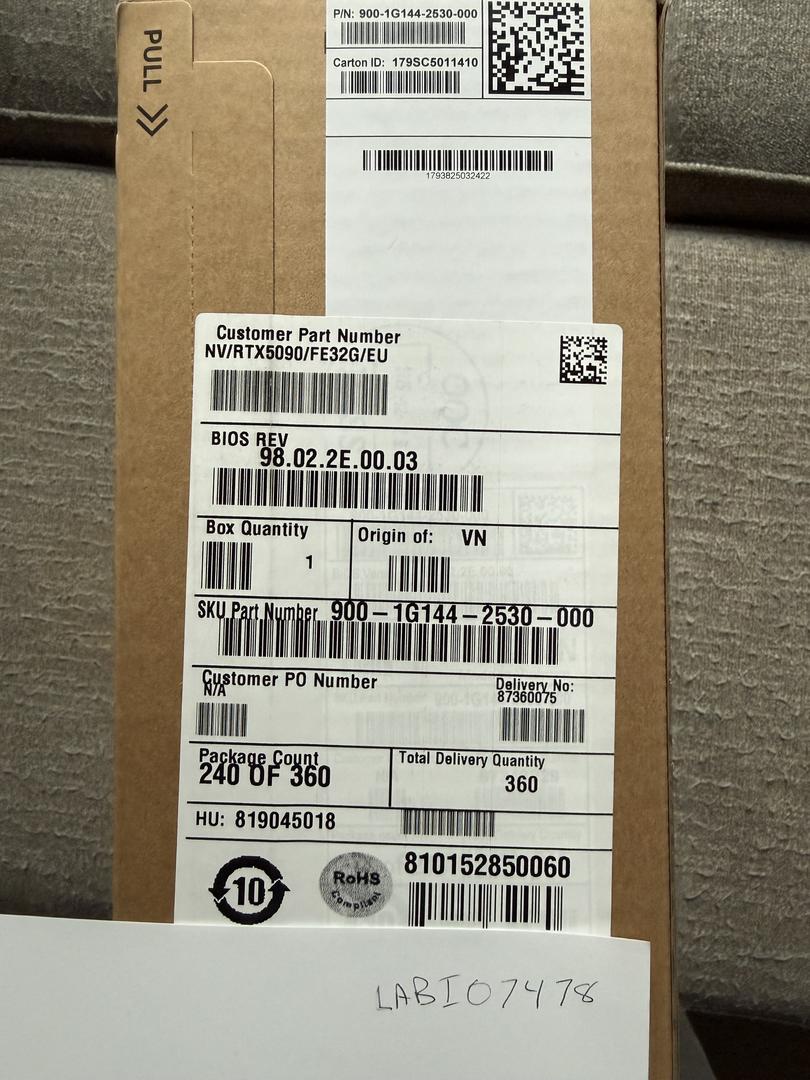 PULL
P/N: 900-1G144-2530-000
Carton ID: 179SC5011410
1793825032422
Customer Part Number
NV/RTX5090/FE32G/EU
BIOS REV
98.02.2E.00.03
Box Quantity
1
Origin of: VN
SKU Part Number 900-1G144-2530-000
Customer PO Number
N/A
Delivery No:
87360075
Package Count
240 OF 360
Total Delivery Quantity
360
HU: 819045018
10
RoHS
Compliant
810152850060
LABIO7478